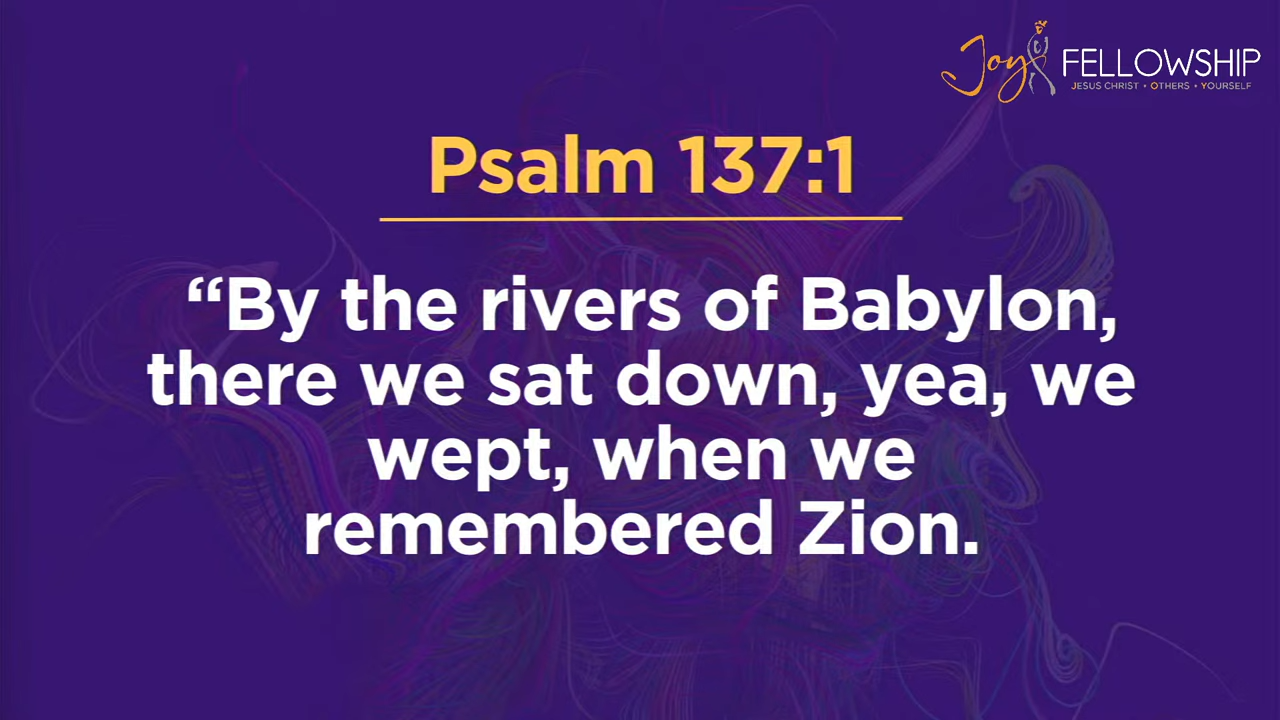 Joy FELLOWSHIP
JESUS CHRIST • OTHERS • YOURSELF
Psalm 137:1
“By the rivers of Babylon,
there we sat down, yea, we
wept, when we
remembered Zion.